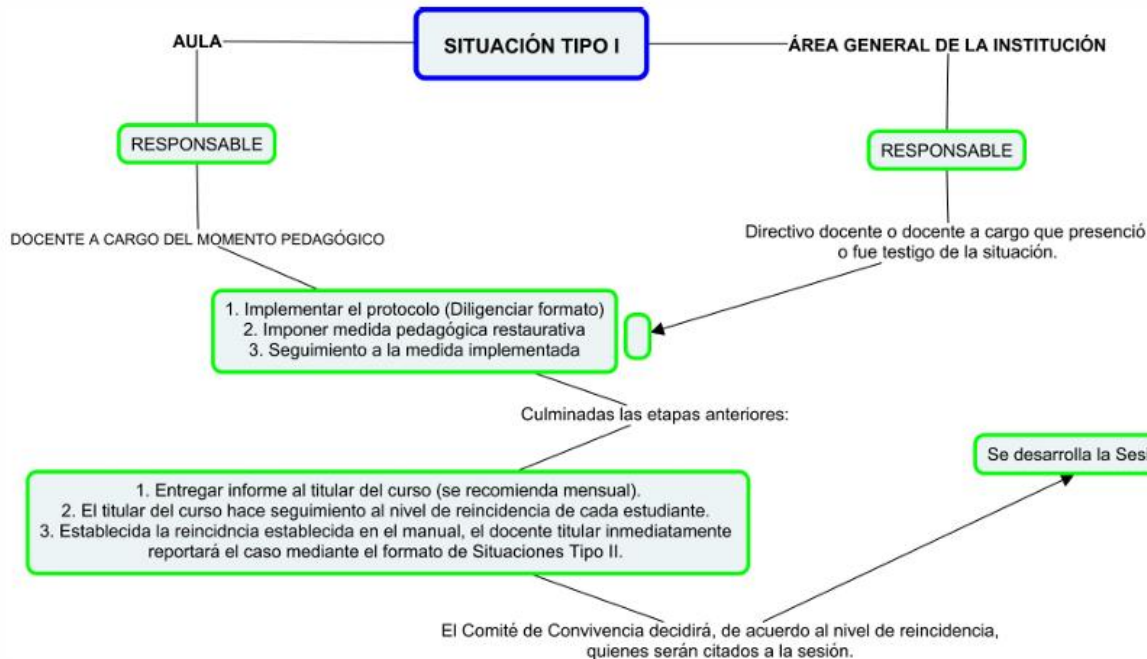 SITUACIÓN TIPO I
AULA
ÁREA GENERAL DE LA INSTITUCIÓN
RESPONSABLE
RESPONSABLE
DOCENTE A CARGO DEL MOMENTO PEDAGÓGICO
Directivo docente o docente a cargo que presenció
o fue testigo de la situación.
1. Implementar el protocolo (Diligenciar formato)
2. Imponer medida pedagógica restaurativa
3. Seguimiento a la medida implementada
Culminadas las etapas anteriores:
1. Entregar informe al titular del curso (se recomienda mensual).
2. El titular del curso hace seguimiento al nivel de reincidencia de cada estudiante.
3. Establecida la reincidncia establecida en el manual, el docente titular inmediatamente
reportará el caso mediante el formato de Situaciones Tipo II.
El Comité de Convivencia decidirá, de acuerdo al nivel de reincidencia,
quienes serán citados a la sesión.
Se desarrolla la